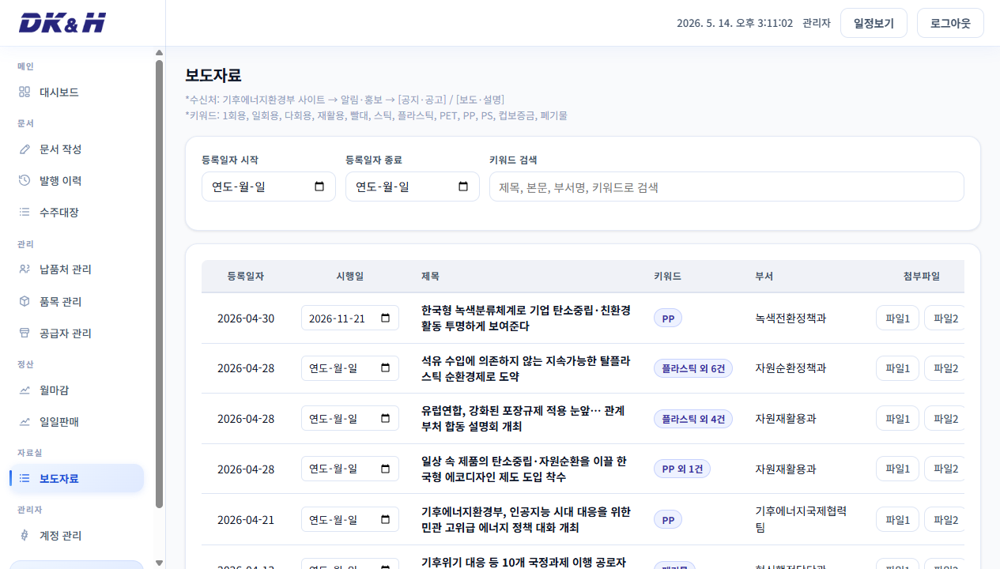 DK&H
2026. 5. 14. 오후 3:11:02
관리자
일정보기
로그아웃
메인
대시보드
문서
문서 작성
발행 이력
수주대장
관리
납품처 관리
품목 관리
공급자 관리
정산
월마감
일일판매
자료실
보도자료
관리자
계정 관리
보도자료
*수신처: 기후에너지환경부 사이트 → 알림·홍보 → [공지·공고] / [보도·설명]
*키워드: 1회용, 일회용, 다회용, 재활용, 빨대, 스틱, 플라스틱, PET, PP, PS, 컵보증금, 폐기물
등록일자 시작
등록일자 종료
키워드 검색
연도-월-일
연도-월-일
제목, 본문, 부서명, 키워드로 검색
등록일자 시행일 제목 키워드 부서 첨부파일
2026-04-30 2026-11-21 한국형 녹색분류체계로 기업 탄소중립·친환경
활동 투명하게 보여준다 PP 녹색전환정책과 파일1 파일2
2026-04-28 연도-월-일 석유 수입에 의존하지 않는 지속가능한 탈플라
스틱 순환경제로 도약 플라스틱 외 6건 자원순환정책과 파일1 파일2
2026-04-28 연도-월-일 유럽연합, 강화된 포장규제 적용 눈앞… 관계
부처 합동 설명회 개최 플라스틱 외 4건 자원재활용과 파일1 파일2
2026-04-28 연도-월-일 일상 속 제품의 탄소중립·자원순환을 이끌 한
국형 에코디자인 제도 도입 착수 PP 외 1건 자원재활용과 파일1 파일2
2026-04-21 연도-월-일 기후에너지환경부, 인공지능 시대 대응을 위한
민관 고위급 에너지 정책 대화 개최 PP 기후에너지국제협력
팀 파일1 파일2
기후위기 대응 등 10개 국정과제 이행 공로자